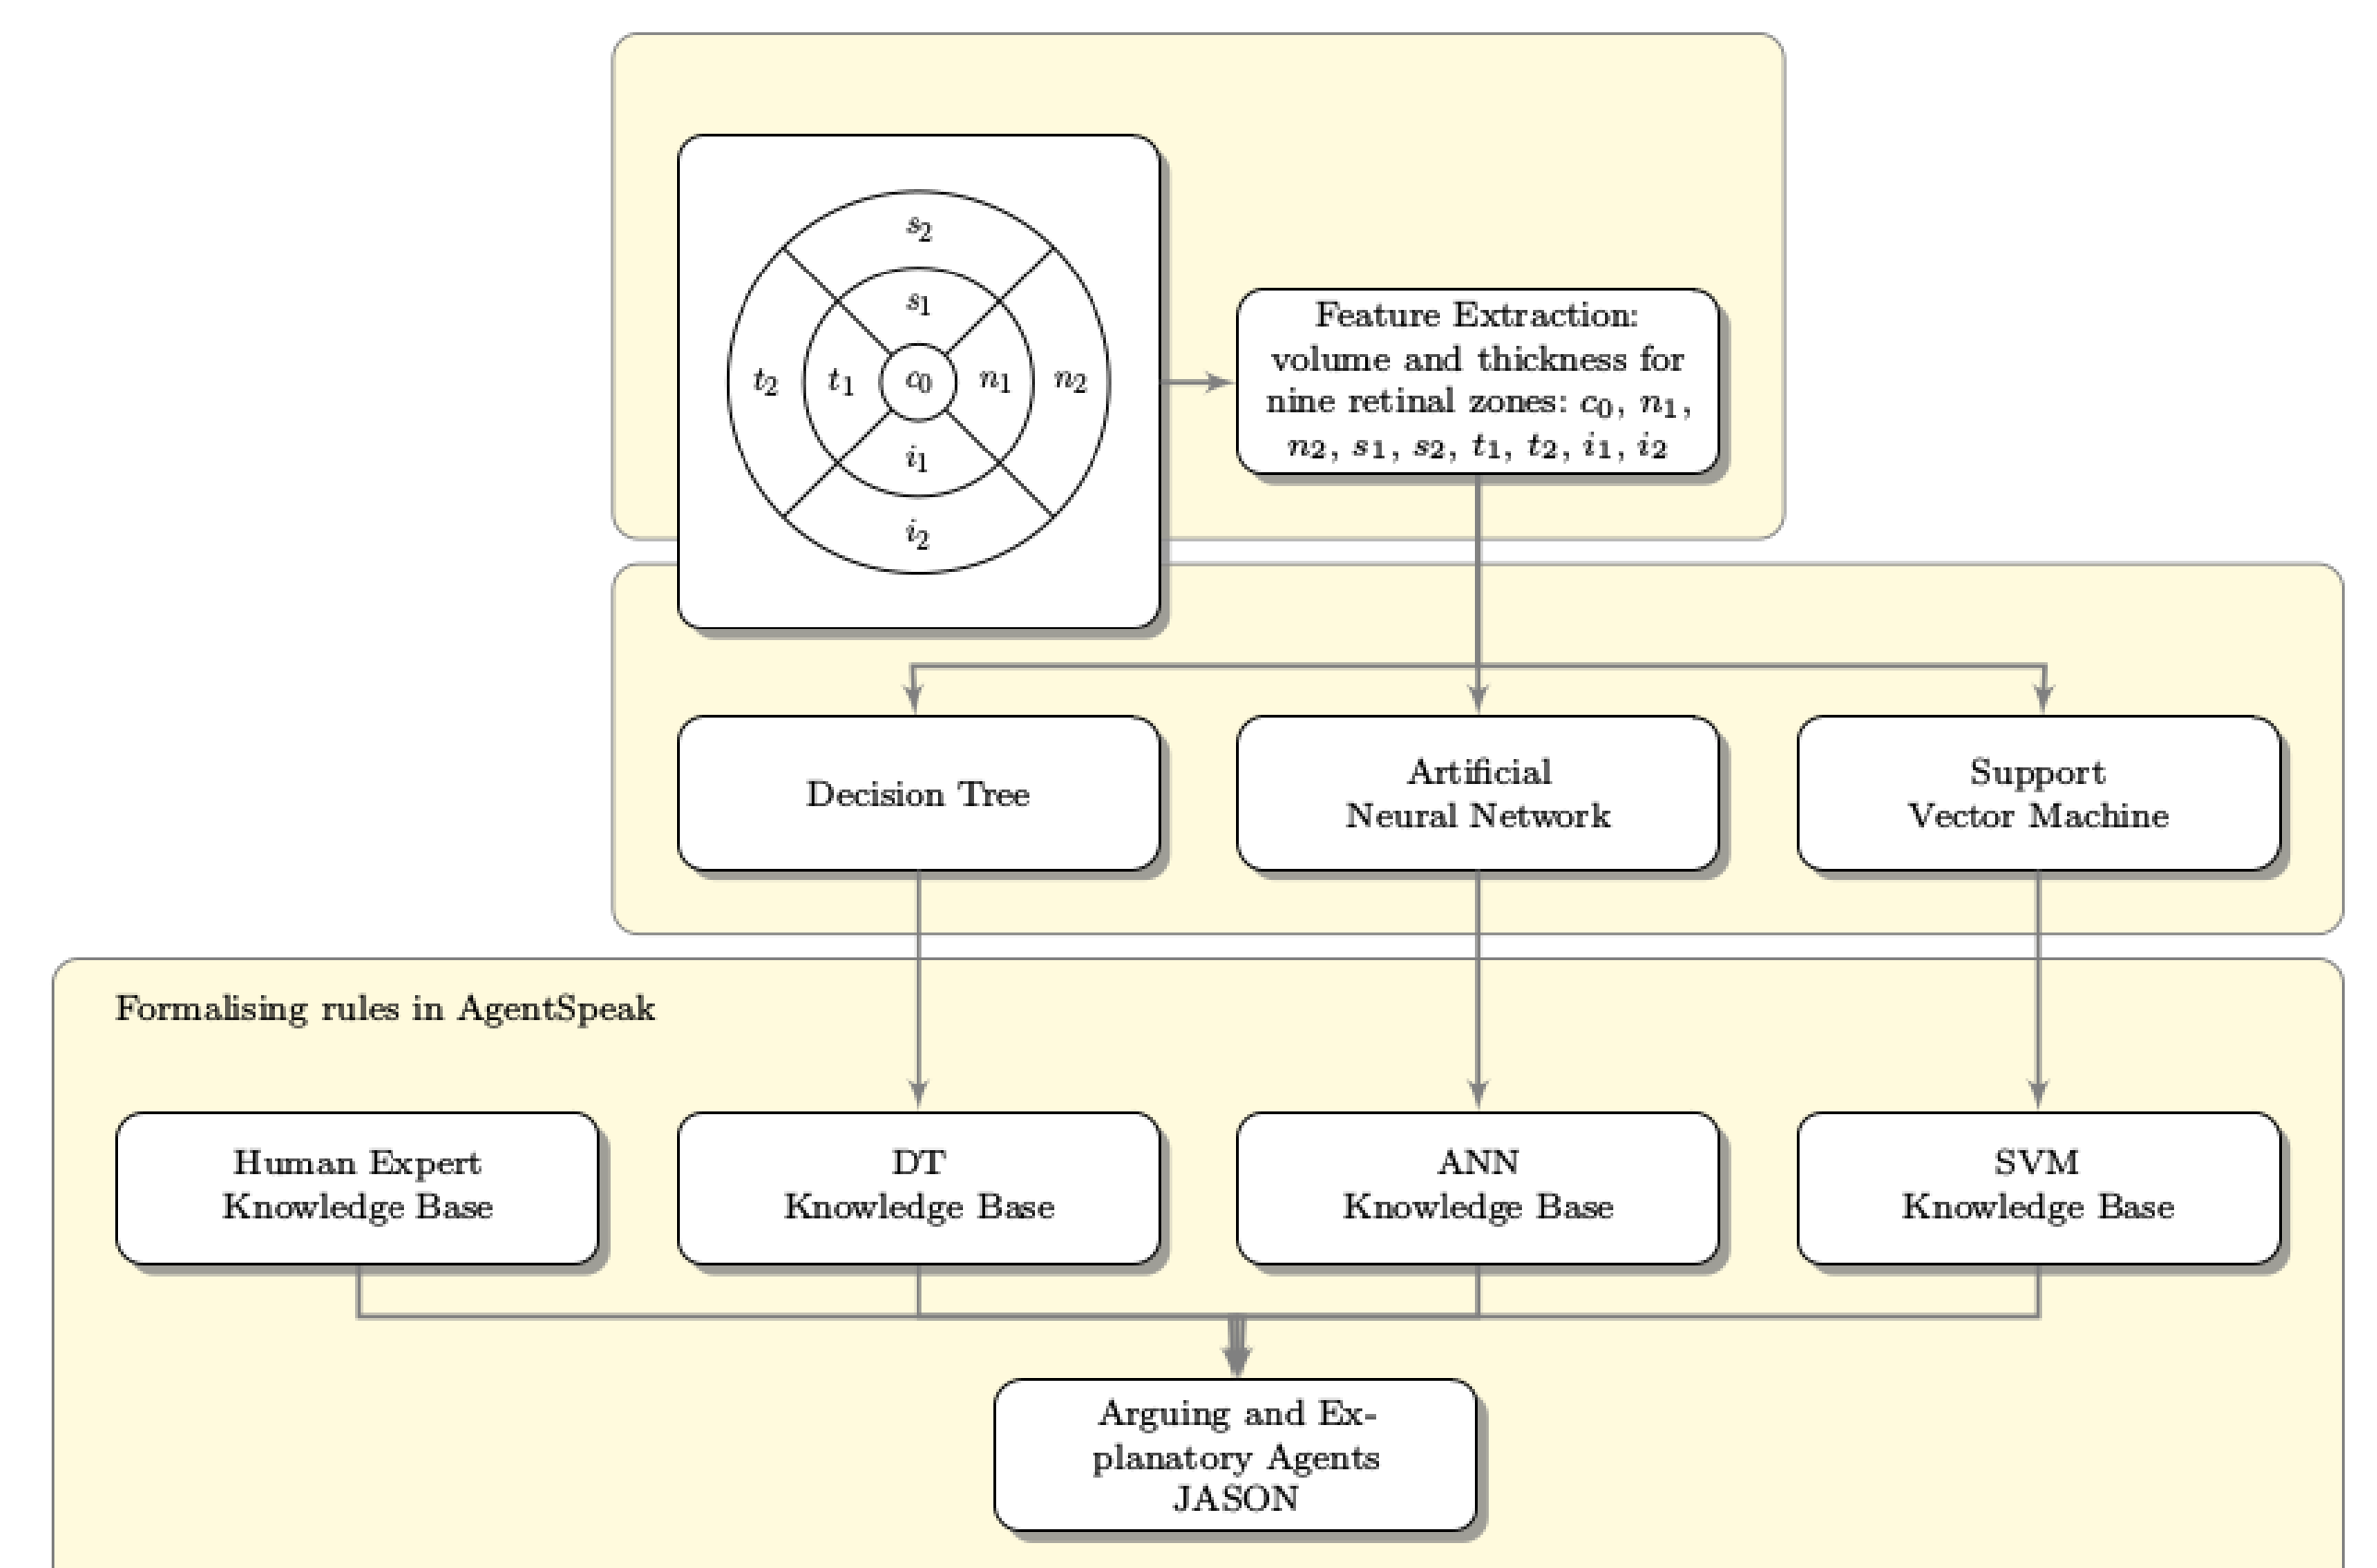 s2
s1
t2 t1 c0 n1 n2
i1
i2
Feature Extraction:
volume and thickness for
nine retinal zones: c0, n1,
n2, s1, s2, t1, t2, i1, i2
Decision Tree
Artificial
Neural Network
Support
Vector Machine
Formalising rules in AgentSpeak
Human Expert
Knowledge Base
DT
Knowledge Base
ANN
Knowledge Base
SVM
Knowledge Base
Arguing and Ex-
planatory Agents
JASON